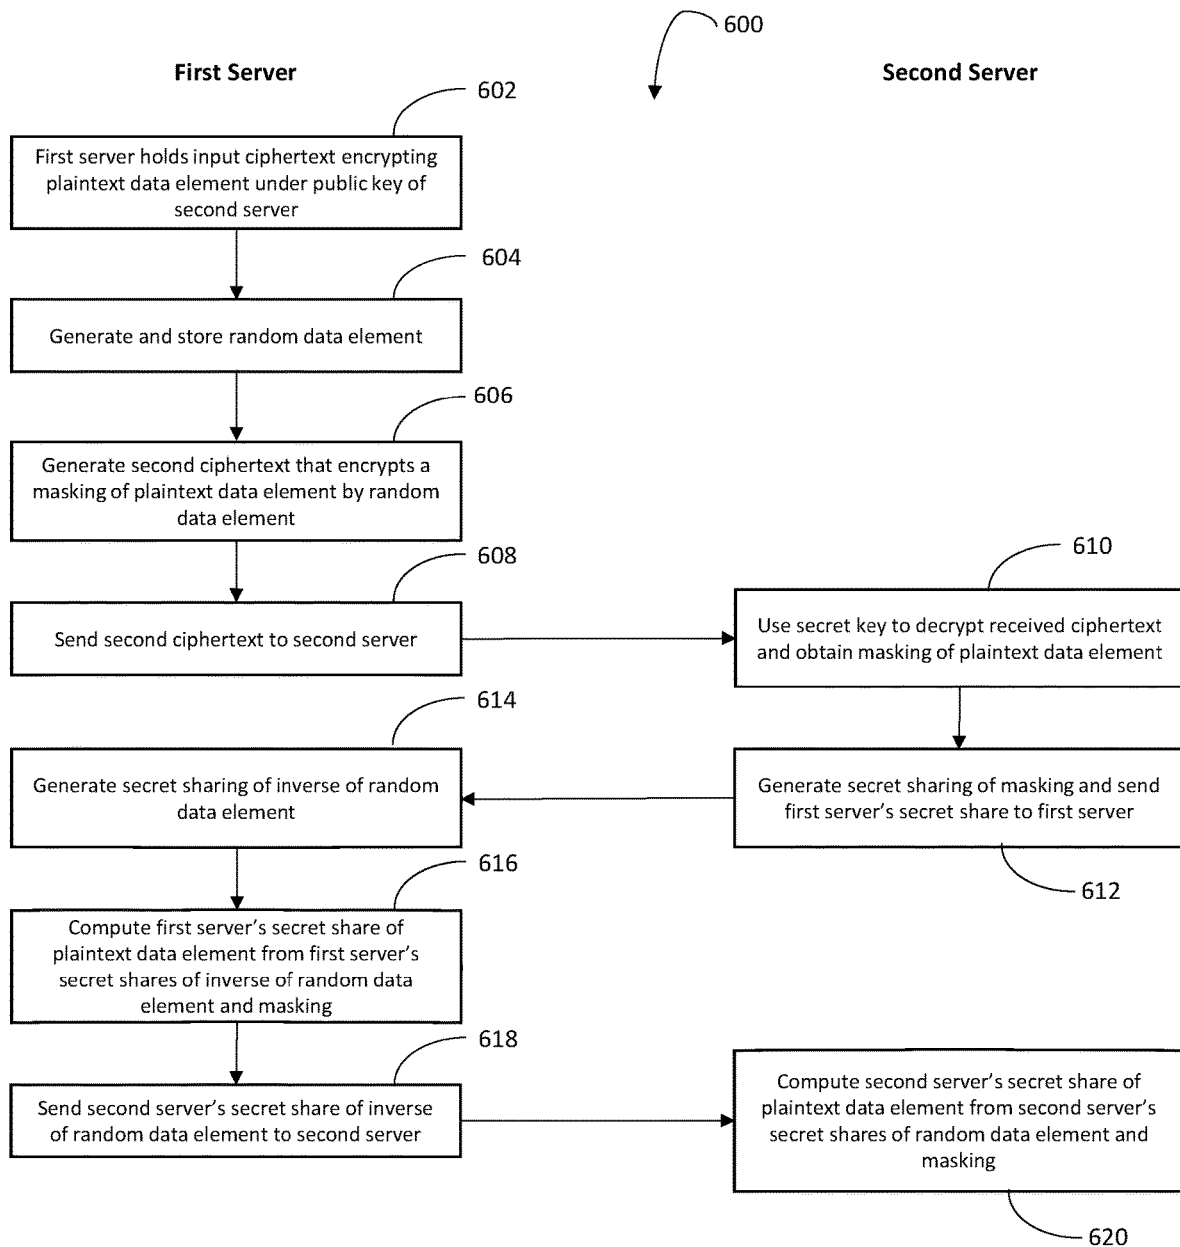 600
First Server
Second Server
602
First server holds input ciphertext encrypting
plaintext data element under public key of
second server
604
Generate and store random data element
606
Generate second ciphertext that encrypts a
masking of plaintext data element by random
data element
608
Send second ciphertext to second server
610
Use secret key to decrypt received ciphertext
and obtain masking of plaintext data element
614
Generate secret sharing of inverse of random
data element
Generate secret sharing of masking and send
first server's secret share to first server
612
616
Compute first server's secret share of
plaintext data element from first server's
secret shares of inverse of random data
element and masking
618
Send second server's secret share of inverse
of random data element to second server
Compute second server's secret share of
plaintext data element from second server's
secret shares of random data element and
masking
620